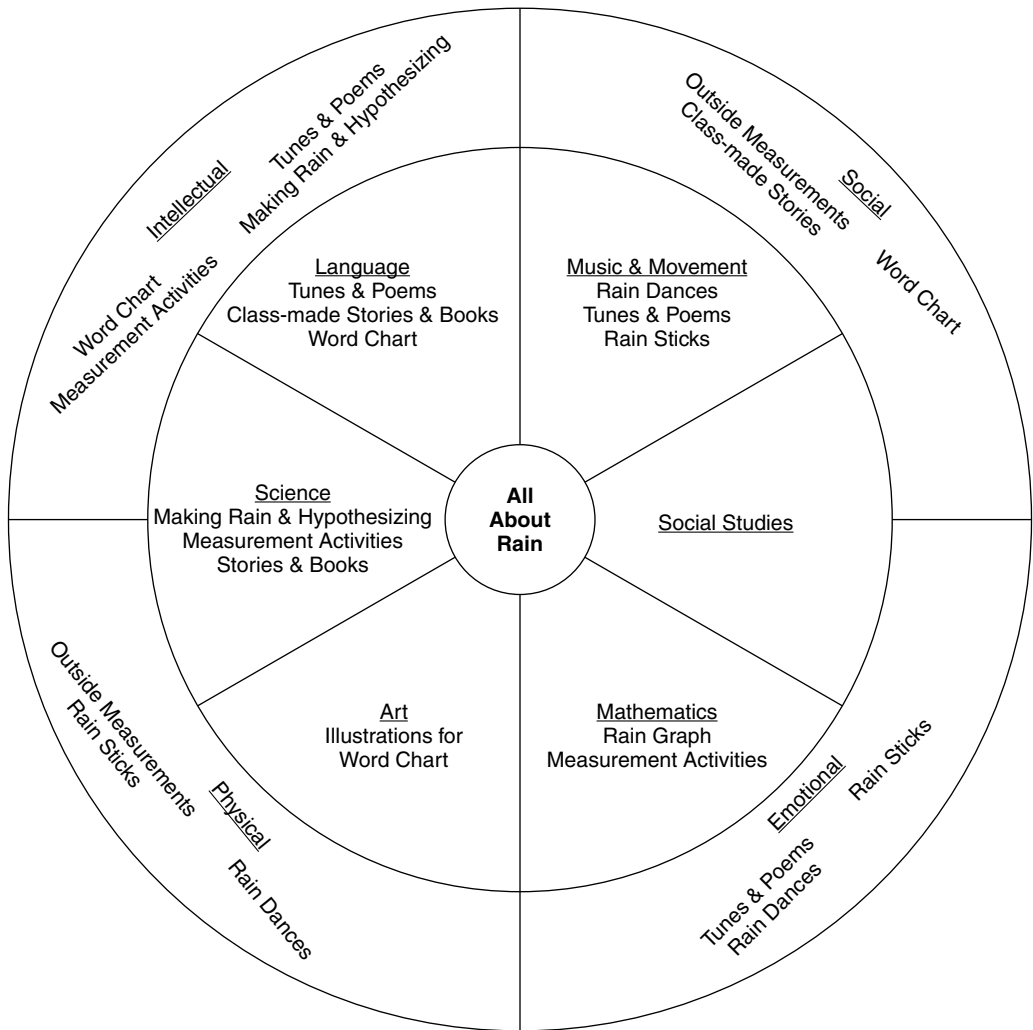 Intellectual
Tunes & Poems
Making Rain & Hypothesizing
Word Chart
Measurement Activities
Social
Outside Measurements
Class-made Stories
Word Chart
Language
Tunes & Poems
Class-made Stories & Books
Word Chart
Music & Movement
Rain Dances
Tunes & Poems
Rain Sticks
Science
Making Rain & Hypothesizing
Measurement Activities
Stories & Books
All
About
Rain
Social Studies
Art
Illustrations for
Word Chart
Mathematics
Rain Graph
Measurement Activities
Physical
Outside Measurements
Rain Sticks
Rain Dances
Emotional
Rain Sticks
Tunes & Poems
Rain Dances